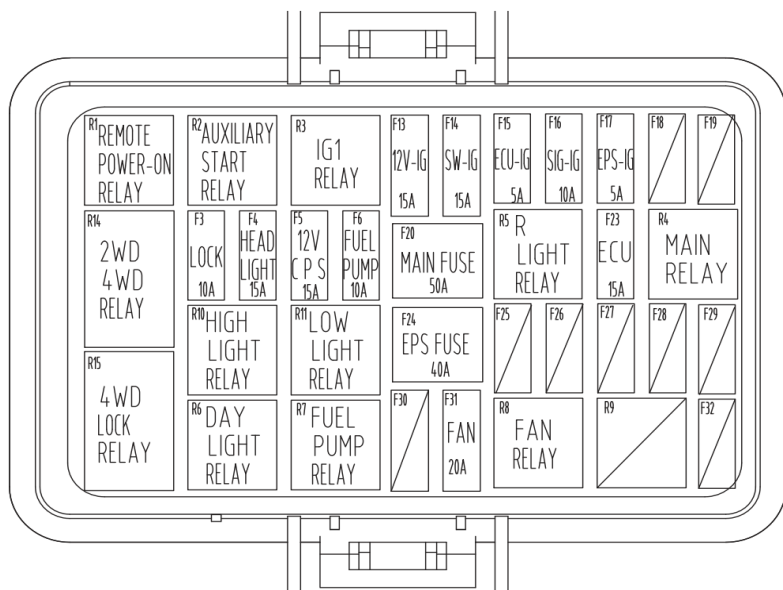 R1
REMOTE
POWER-ON
RELAY
R2
AUXILIARY
START
RELAY
R3
IG1
RELAY
F13
12V-IG
15A
F14
SW-IG
15A
F15
ECU-IG
5A
F16
SIG-IG
10A
F17
EPS-IG
5A
F18
F19
R14
2WD
4WD
RELAY
F3
LOCK
10A
F4
HEAD
LIGHT
15A
F5
12V
CPS
15A
F6
FUEL
PUMP
10A
F20
MAIN FUSE
50A
R5
R
LIGHT
RELAY
F23
ECU
15A
R4
MAIN
RELAY
R10
HIGH
LIGHT
RELAY
R11
LOW
LIGHT
RELAY
F24
EPS FUSE
40A
F25
F26
F27
F28
F29
R15
4WD
LOCK
RELAY
R6
DAY
LIGHT
RELAY
R7
FUEL
PUMP
RELAY
F30
F31
FAN
20A
R8
FAN
RELAY
R9
F32